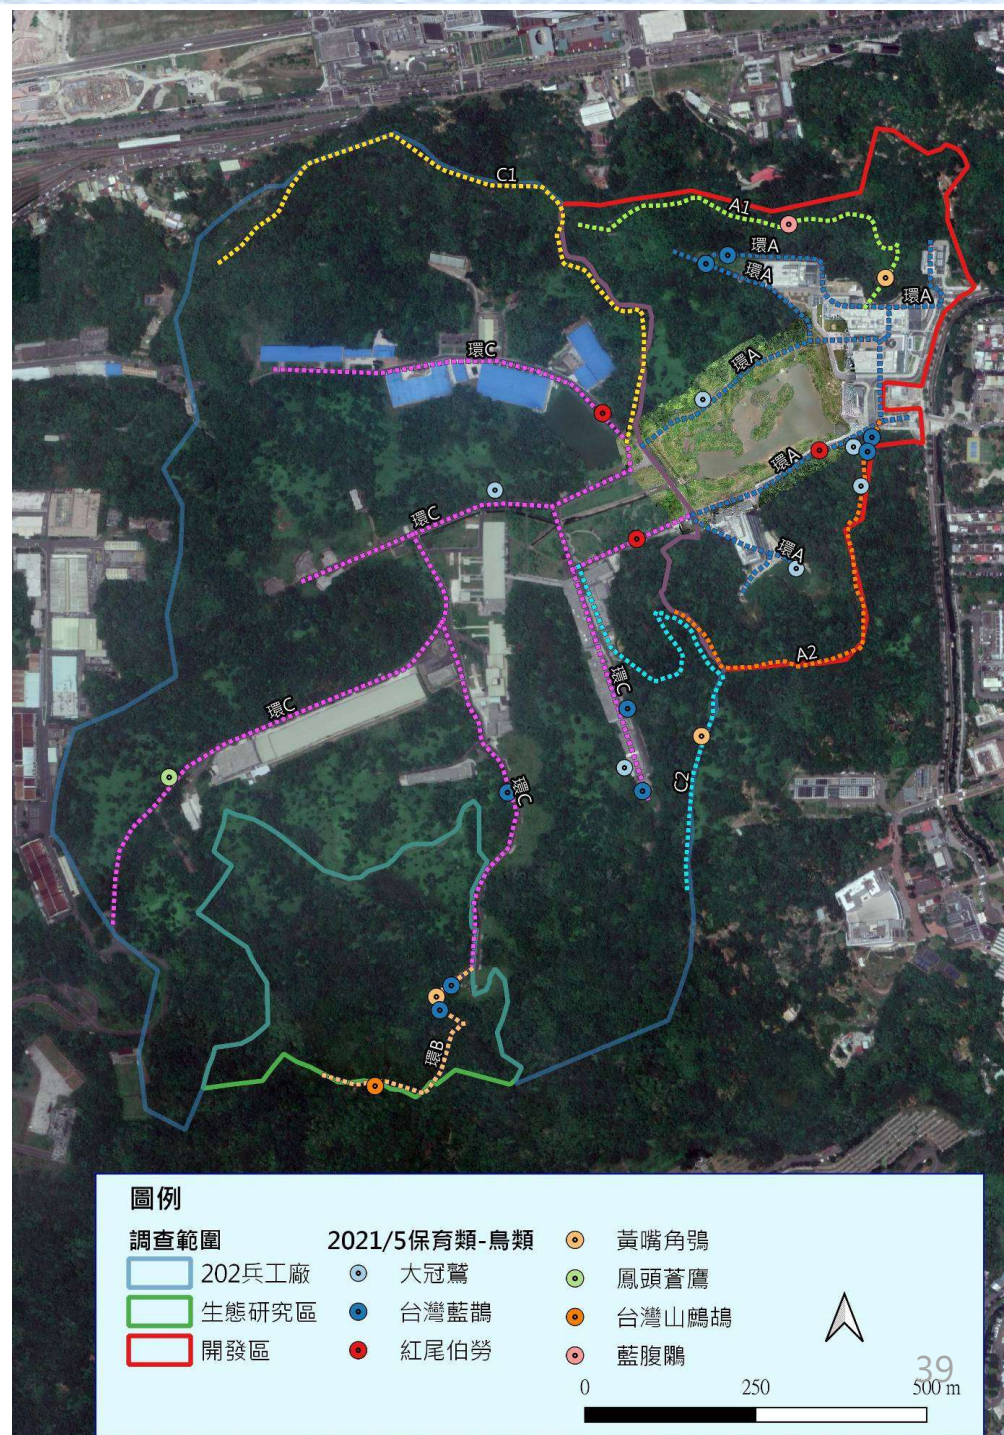 C1
A1
環A
環A
環A
環C
環A
環A
環C
環A
A2
環C
環C
C2
環C
環B
圖例
調查範圍
202兵工廠
生態研究區
開發區
2021/5保育類-鳥類
大冠鷲
台灣藍鵲
紅尾伯勞
黃嘴角鴞
鳳頭蒼鷹
台灣山鷓鴣
藍腹鷴
39
0 250 500 m